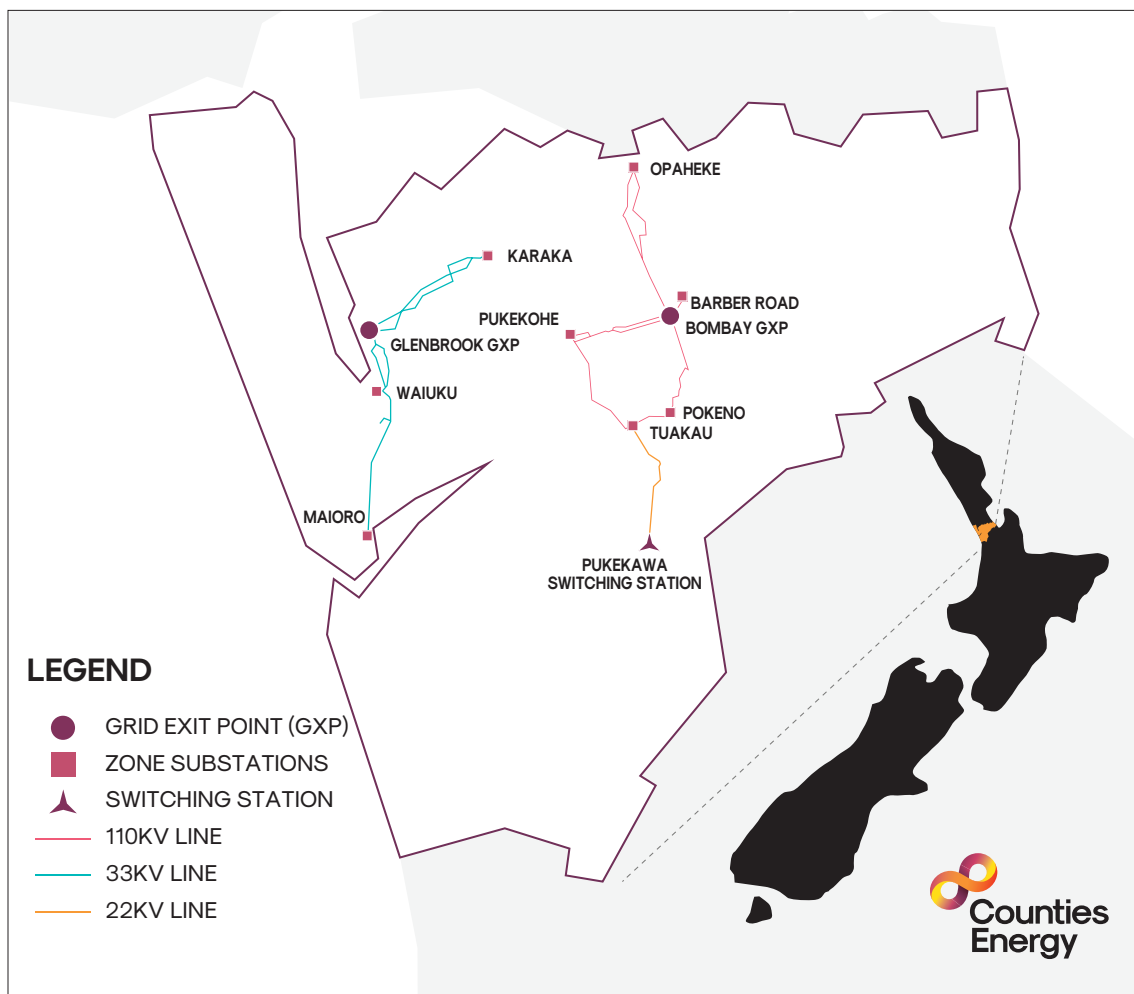 OPAHEKE
KARAKA
BARBER ROAD
PUKEKOHE
BOMBAY GXP
GLENBROOK GXP
WAIUKU
POKENO
TUAKAU
MAIORO
PUKEKAWA
SWITCHING STATION
LEGEND
GRID EXIT POINT (GXP)
ZONE SUBSTATIONS
SWITCHING STATION
110KV LINE
33KV LINE
22KV LINE
Counties
Energy